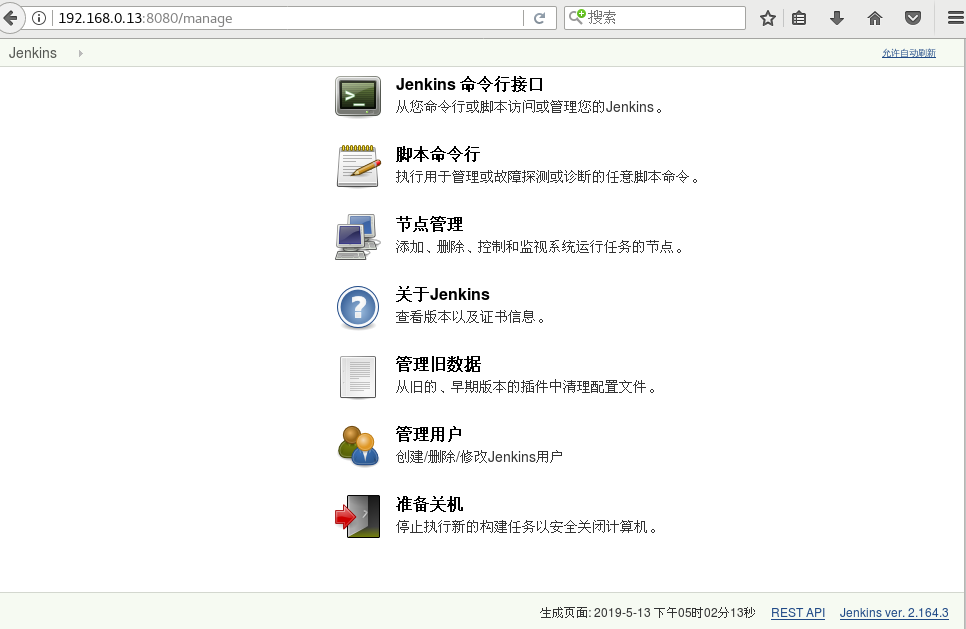 192.168.0.13:8080/manage
搜索
Jenkins
允许自动刷新
Jenkins 命令行接口
从您命令行或脚本访问或管理您的Jenkins。
脚本命令行
执行用于管理或故障探测或诊断的任意脚本命令。
节点管理
添加、删除、控制和监视系统运行任务的节点。
关于Jenkins
查看版本以及证书信息。
管理旧数据
从旧的、早期版本的插件中清理配置文件。
管理用户
创建/删除/修改Jenkins用户
准备关机
停止执行新的构建任务以安全关闭计算机。
生成页面: 2019-5-13 下午05时02分13秒 REST API Jenkins ver. 2.164.3